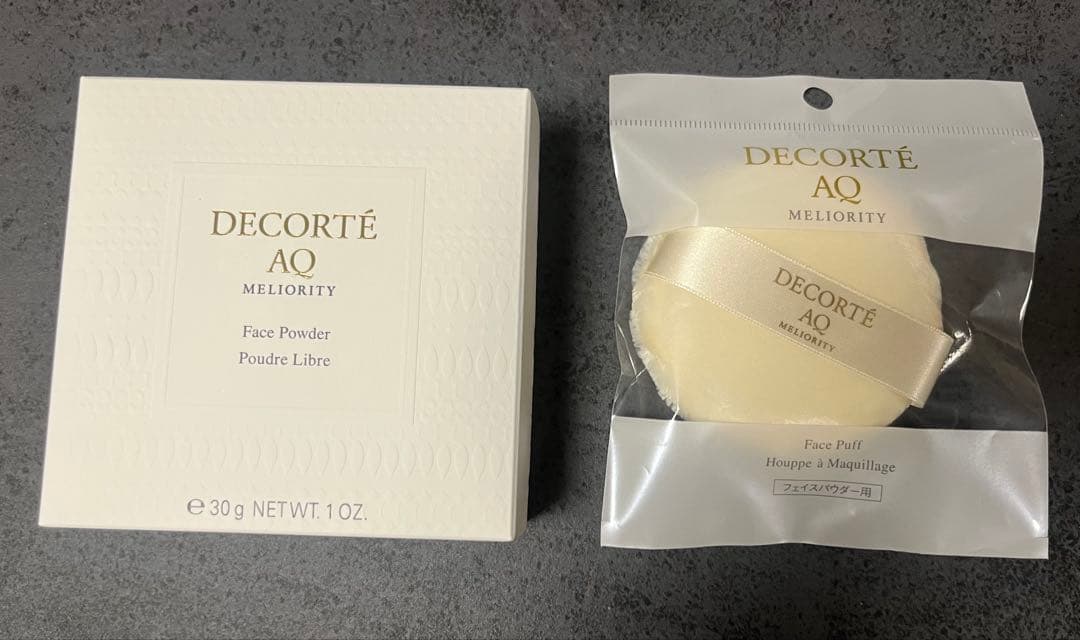 DECORTÉ
AQ
MELIORITY
Face Powder
Poudre Libre
℮ 30 g NET WT. 1 OZ.
DECORTÉ
AQ
MELIORITY
DECORTÉ
AQ
MELIORITY
Face Puff
Houppe à Maquillage
フェイスパウダー用